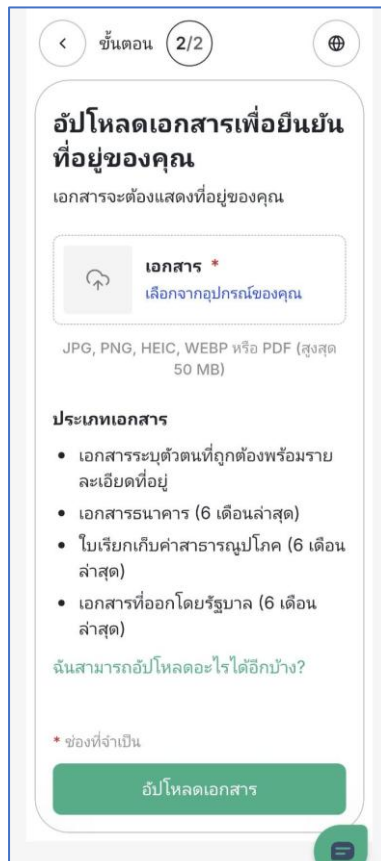 ขั้นตอน 2/2
อัปโหลดเอกสารเพื่อยืนยัน
ที่อยู่ของคุณ
เอกสารจะต้องแสดงที่อยู่ของคุณ
เอกสาร *
เลือกจากอุปกรณ์ของคุณ
JPG, PNG, HEIC, WEBP หรือ PDF (สูงสุด
50 MB)
ประเภทเอกสาร
• เอกสารระบุตัวตนที่ถูกต้องพร้อมราย
ละเอียดที่อยู่
• เอกสารธนาคาร (6 เดือนล่าสุด)
• ใบเรียกเก็บค่าสาธารณูปโภค (6 เดือน
ล่าสุด)
• เอกสารที่ออกโดยรัฐบาล (6 เดือน
ล่าสุด)
ฉันสามารถอัปโหลดอะไรได้อีกบ้าง?
* ช่องที่จำเป็น
อัปโหลดเอกสาร